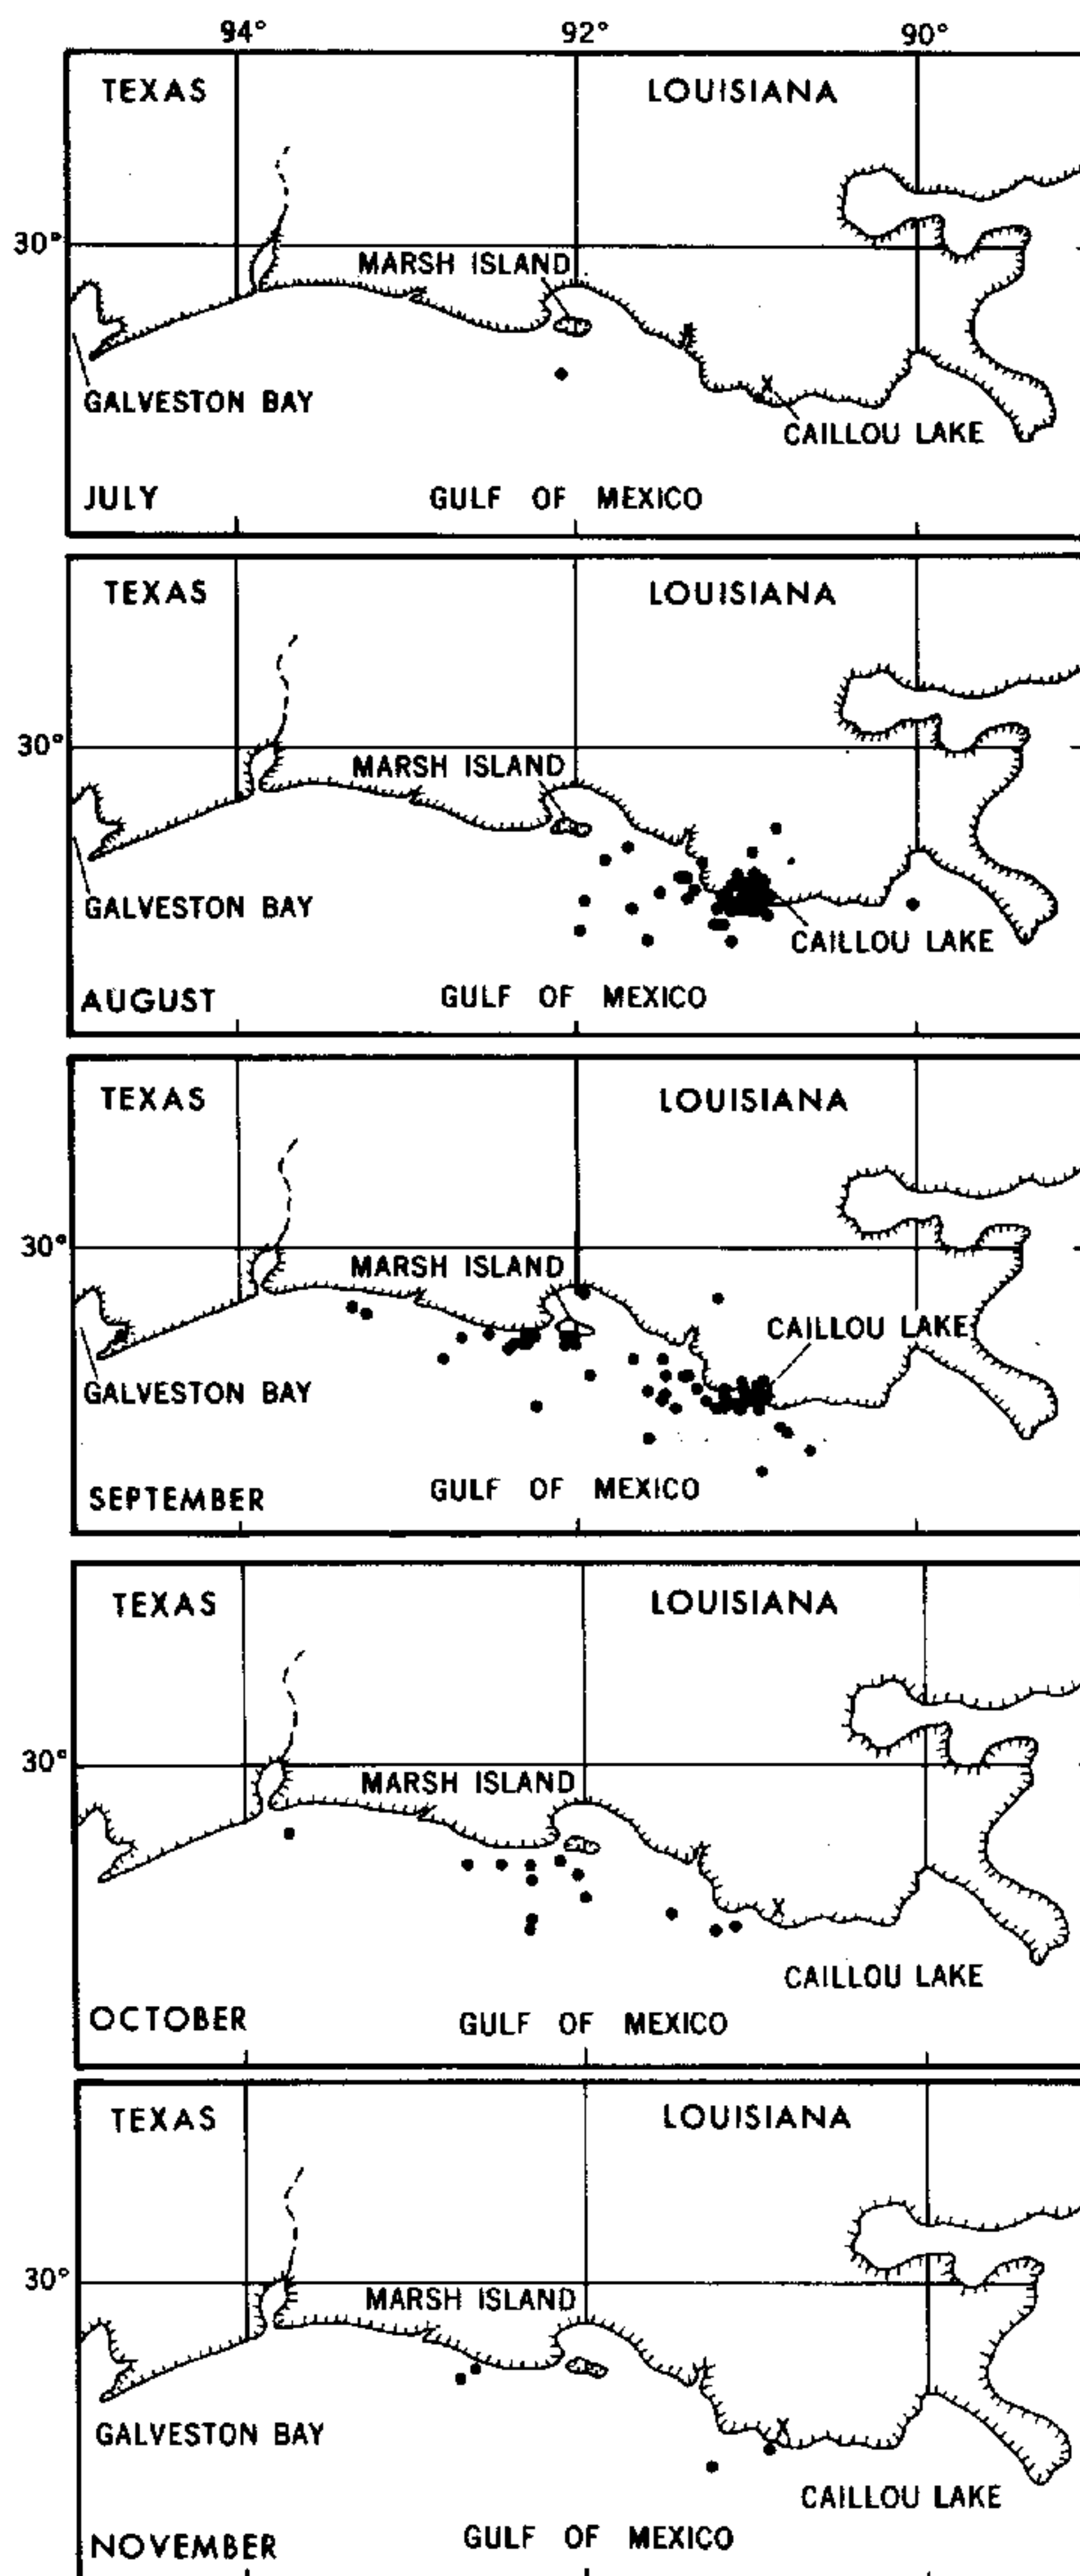 94° 92° 90°
TEXAS LOUISIANA
30°
MARSH ISLAND
GALVESTON BAY
X
CAILLOU LAKE
JULY GULF OF MEXICO
TEXAS LOUISIANA
30°
MARSH ISLAND
GALVESTON BAY
CAILLOU LAKE
AUGUST GULF OF MEXICO
TEXAS LOUISIANA
30°
MARSH ISLAND
CAILLOU LAKE
GALVESTON BAY
SEPTEMBER GULF OF MEXICO
TEXAS LOUISIANA
30°
MARSH ISLAND
X
CAILLOU LAKE
OCTOBER GULF OF MEXICO
TEXAS LOUISIANA
30°
MARSH ISLAND
GALVESTON BAY
X
CAILLOU LAKE
NOVEMBER GULF OF MEXICO